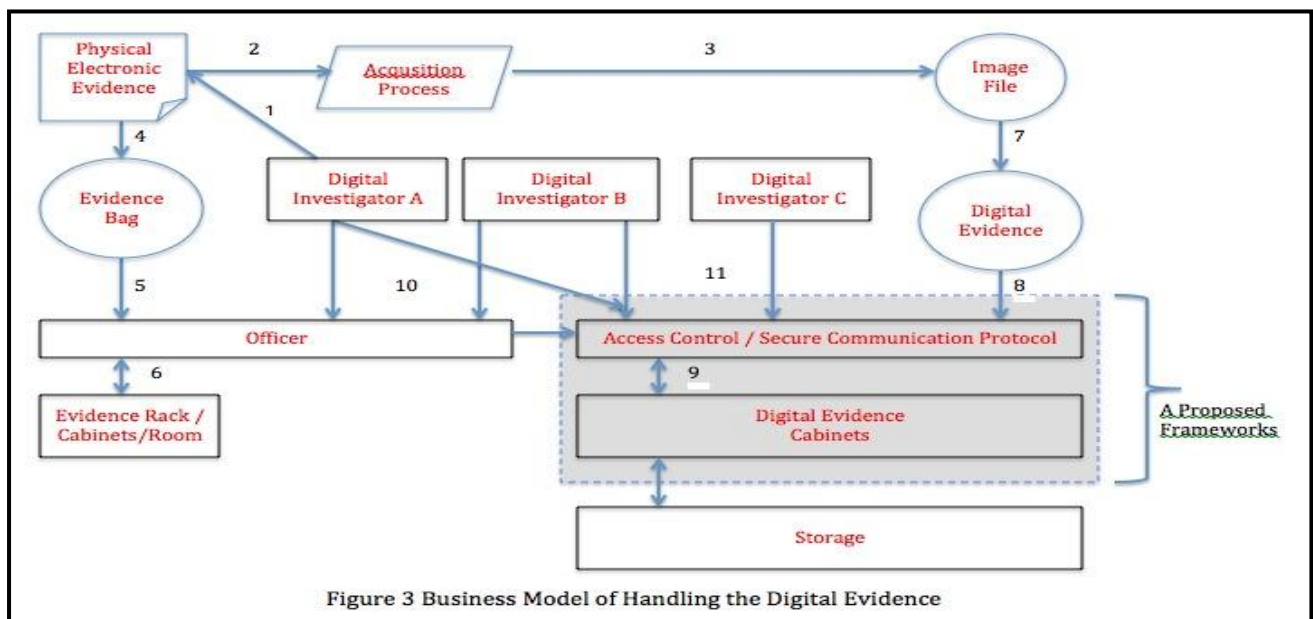 Physical
Electronic
Evidence
2
Acqusition
Process
3
Image
File
1
4
7
Evidence
Bag
Digital
Investigator A
Digital
Investigator B
Digital
Investigator C
Digital
Evidence
5
10
11
8
Officer
Access Control / Secure Communication Protocol
6
9
Evidence Rack /
Cabinets/Room
Digital Evidence
Cabinets
A Proposed
Frameworks
Storage
Figure 3 Business Model of Handling the Digital Evidence